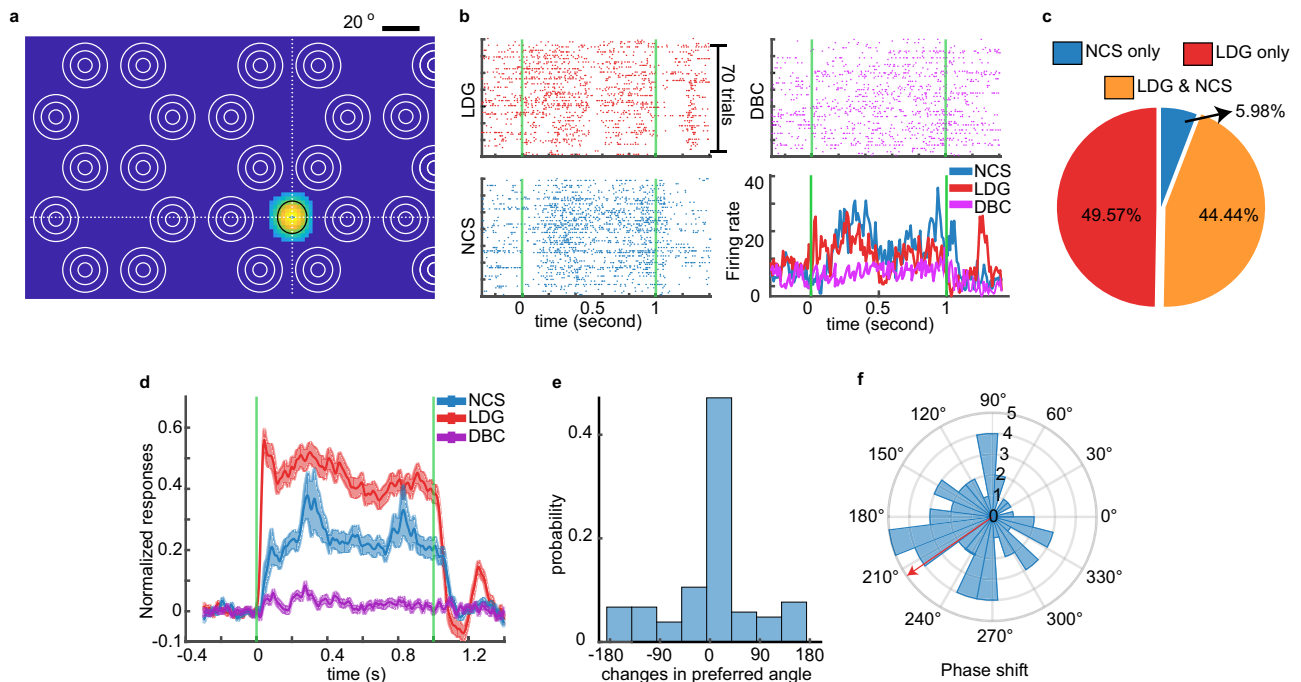 a
20 o
b
LDG
70 trials
DBC
NCS
0
0.5
1
time (second)
Firing rate
40
20
0
NCS
LDG
DBC
0
0.5
1
time (second)
c
NCS only
LDG only
LDG & NCS
5.98%
49.57%
44.44%
d
Normalized responses
0.6
0.4
0.2
0
-0.1
NCS
LDG
DBC
-0.4
0
0.4
0.8
1.2
time (s)
e
probability
0.4
0.2
0
-180
-90
0
90
180
changes in preferred angle
f
90°
120°
60°
150°
30°
180°
0°
210°
330°
240°
300°
270°
5
4
3
2
1
0
Phase shift